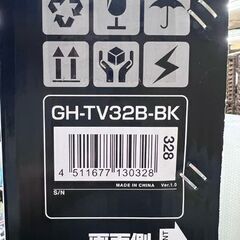 GH-TV32B-BK
328
4 511677 130328
MADE IN CHINA Ver.1.0
S/N